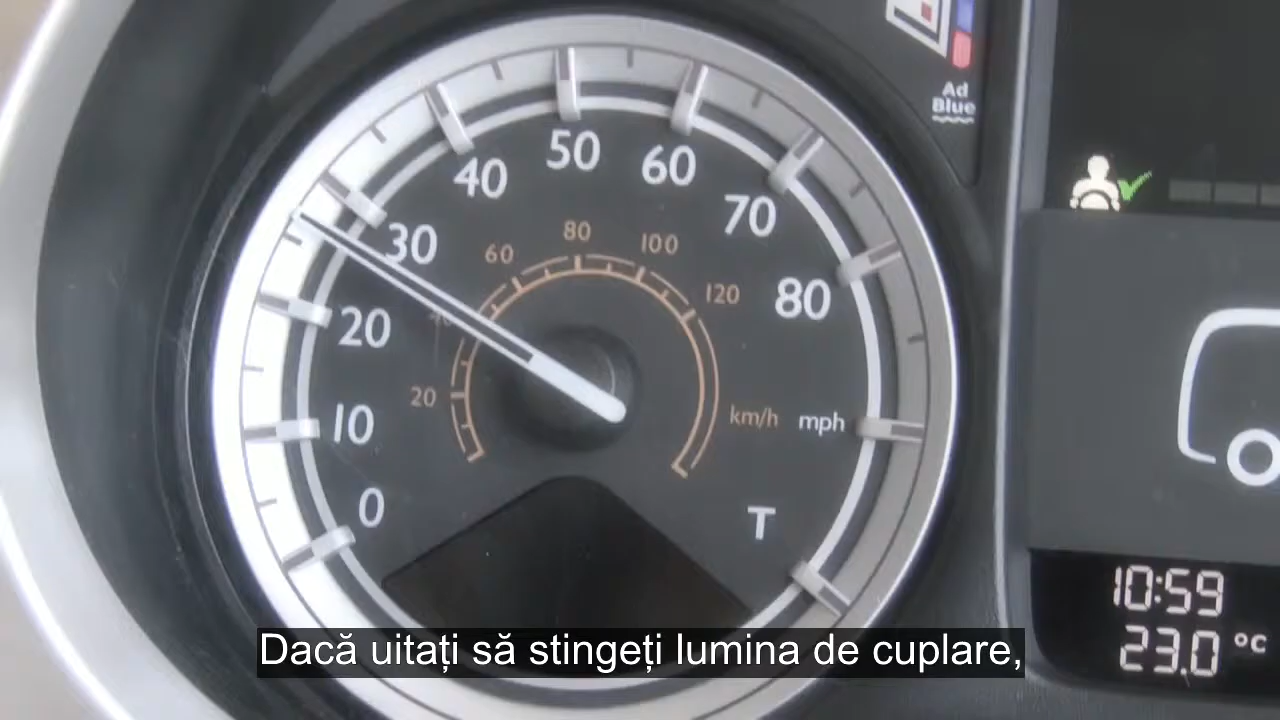 Ad
Blue
50
40
60
30
70
80
60
100
20
120
80
20
km/h
mph
10
0
T
10:59
23.0 °C
Dacă uitați să stingeți lumina de cuplare,